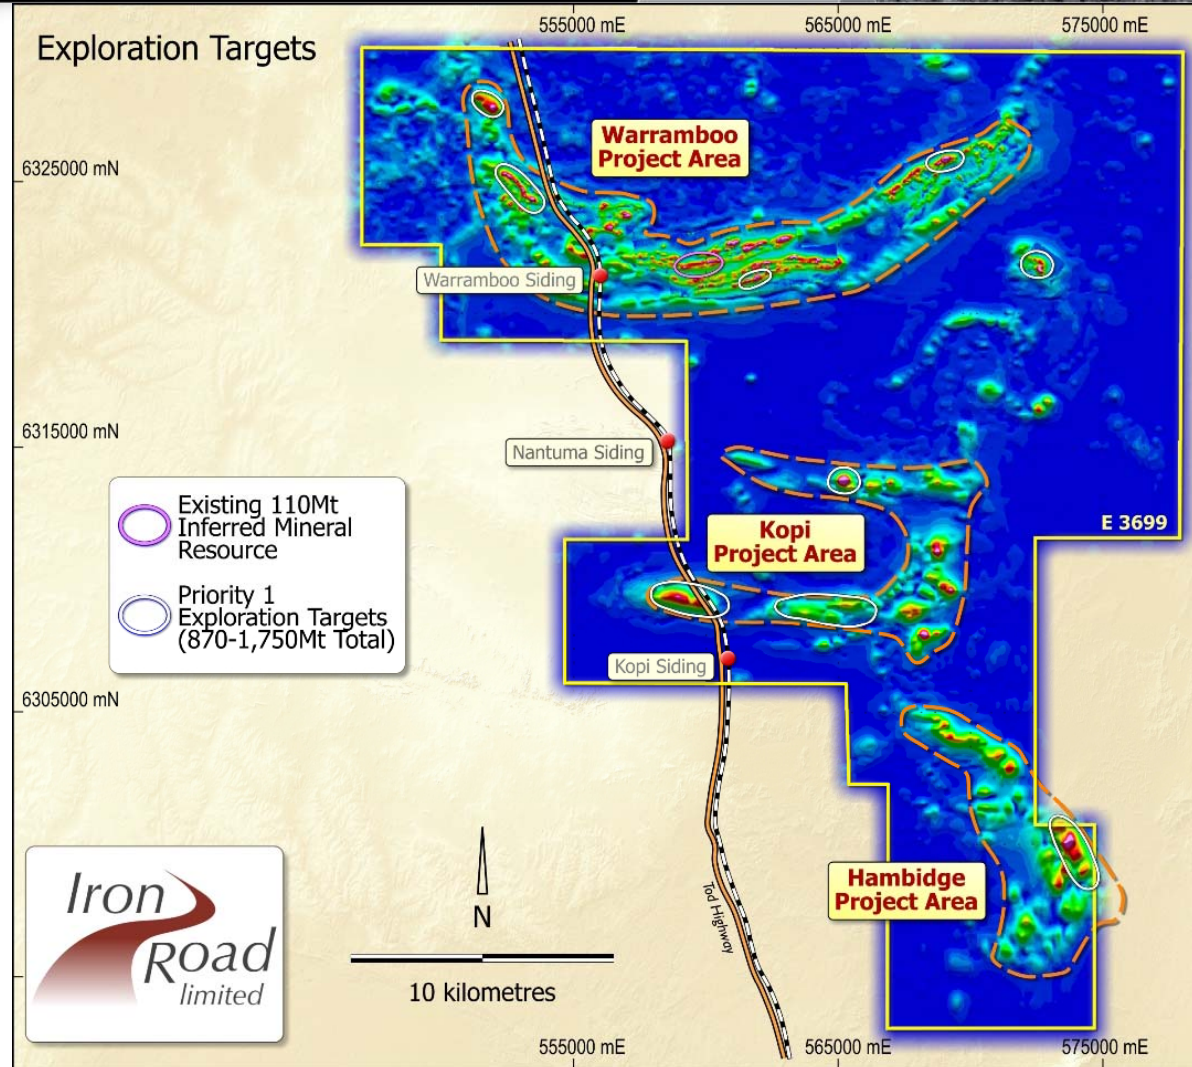 555000 mE
565000 mE
575000 mE
Exploration Targets
Warramboo
Project Area
6325000 mN
Warramboo Siding
6315000 mN
Nantuma Siding
Existing 110Mt
Inferred Mineral
Resource
Priority 1
Exploration Targets
(870-1,750Mt Total)
Kopi
Project Area
E 3699
Kopi Siding
6305000 mN
Hambidge
Project Area
Iron
Road
limited
N
Tod Highway
10 kilometres
555000 mE
565000 mE
575000 mE